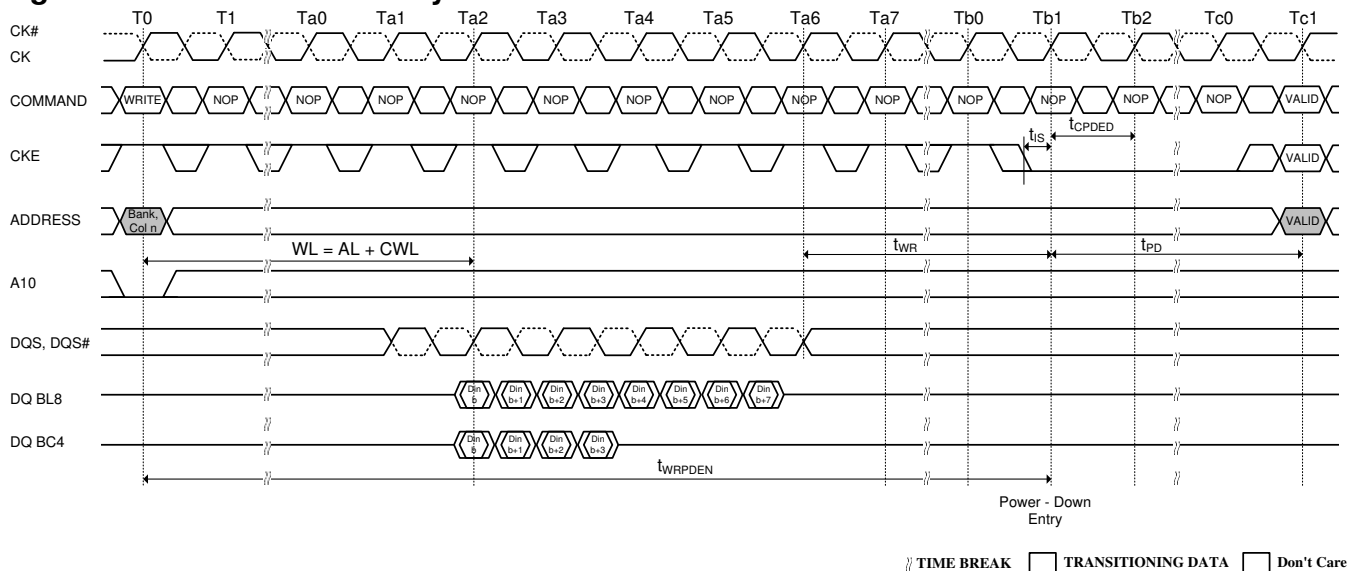 T0 T1 Ta0 Ta1 Ta2 Ta3 Ta4 Ta5 Ta6 Ta7 Tb0 Tb1 Tb2 Tc0 Tc1
CK#
CK
COMMAND WRITE NOP NOP NOP NOP NOP NOP NOP NOP NOP NOP NOP NOP NOP VALID
tIS tCPDED
CKE VALID
ADDRESS Bank, Col n VALID
WL = AL + CWL tWR tPD
A10
DQS, DQS#
DQ BL8 Din b Din b+1 Din b+2 Din b+3 Din b+4 Din b+5 Din b+6 Din b+7
DQ BC4 Din b Din b+1 Din b+2 Din b+3
tWRPDEN
Power - Down
Entry
TIME BREAK TRANSITIONING DATA Don't Care